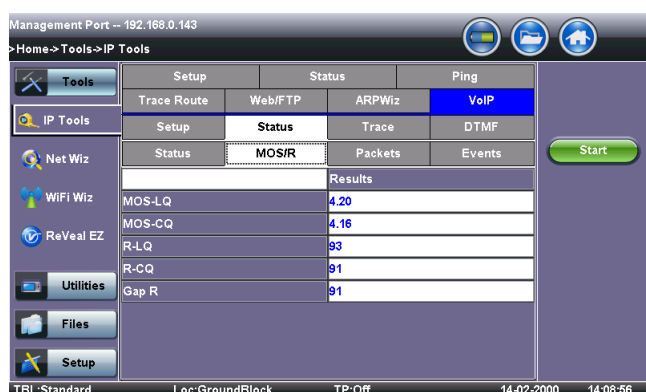 Management Port -- 192.168.0.143
>Home->Tools->IP Tools
Tools
IP Tools
Net Wiz
WiFi Wiz
ReVeal EZ
Utilities
Files
Setup
Setup Status Ping
Trace Route Web/FTP ARPWiz VoIP
Setup Status Trace DTMF
Status MOS/R Packets Events
Results
MOS-LQ 4.20
MOS-CQ 4.16
R-LQ 93
R-CQ 91
Gap R 91
Start
TBL:Standard Loc:GroundBlock TP:Off 14-02-2000 14:08:56